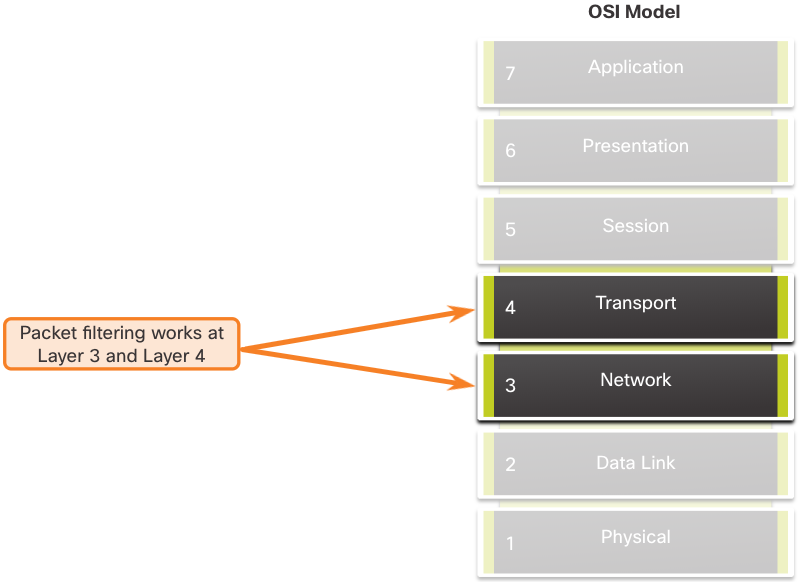 OSI Model
7 Application
6 Presentation
5 Session
4 Transport
Packet filtering works at
Layer 3 and Layer 4
3 Network
2 Data Link
1 Physical